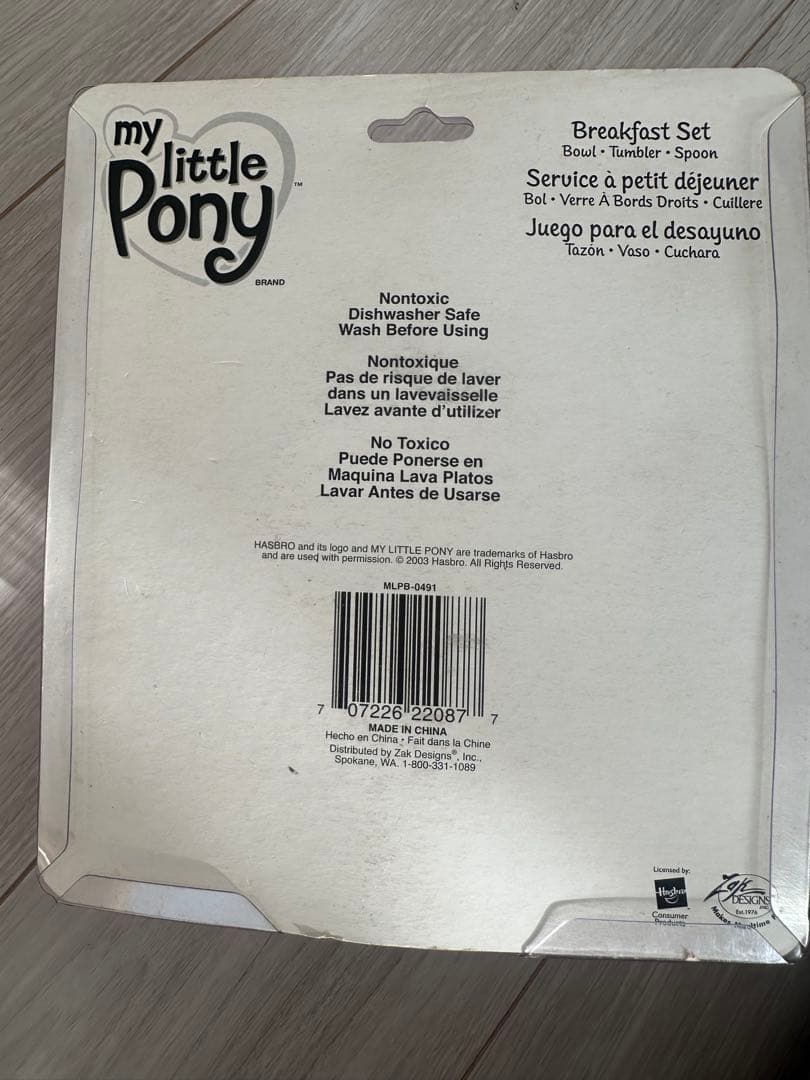 my
little
Pony
™
BRAND
Breakfast Set
Bowl • Tumbler • Spoon
Service à petit déjeuner
Bol • Verre À Bords Droits • Cuillere
Juego para el desayuno
Tazón • Vaso • Cuchara
Nontoxic
Dishwasher Safe
Wash Before Using
Nontoxique
Pas de risque de laver
dans un lavevaisselle
Lavez avante d'utilizer
No Toxico
Puede Ponerse en
Maquina Lava Platos
Lavar Antes de Usarse
HASBRO and its logo and MY LITTLE PONY are trademarks of Hasbro
and are used with permission. © 2003 Hasbro. All Rights Reserved.
MLPB-0491
7 07226 22087 7
MADE IN CHINA
Hecho en China • Fait dans la Chine
Distributed by Zak Designs®, Inc.,
Spokane, WA. 1-800-331-1089
Licensed by:
Hasbro
Consumer
Products
Zak
DESIGNS
INC.
Est. 1976
Makes Mealtime